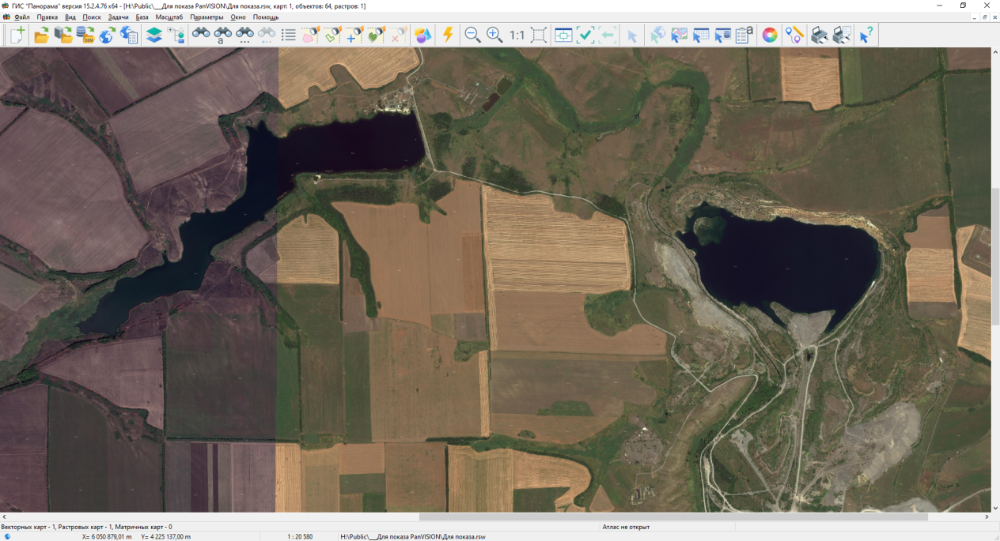 ГИС "Панорама" версия 15.2.4.76 x64 - [H:\Public\___Для показа PanVISION\Для показа.rsw, карт: 1, объектов: 64, растров: 1]
Файл Правка Вид Поиск Задачи База Масштаб Параметры Окно Помощь
DBM a 1:1 a ?
Векторных карт - 1, Растровых карт - 1, Матричных карт - 0 Атлас не открыт
X= 6 050 879,01 m Y= 4 225 137,00 m 1 : 20 580 H:\Public\___Для показа PanVISION\Для показа.rsw